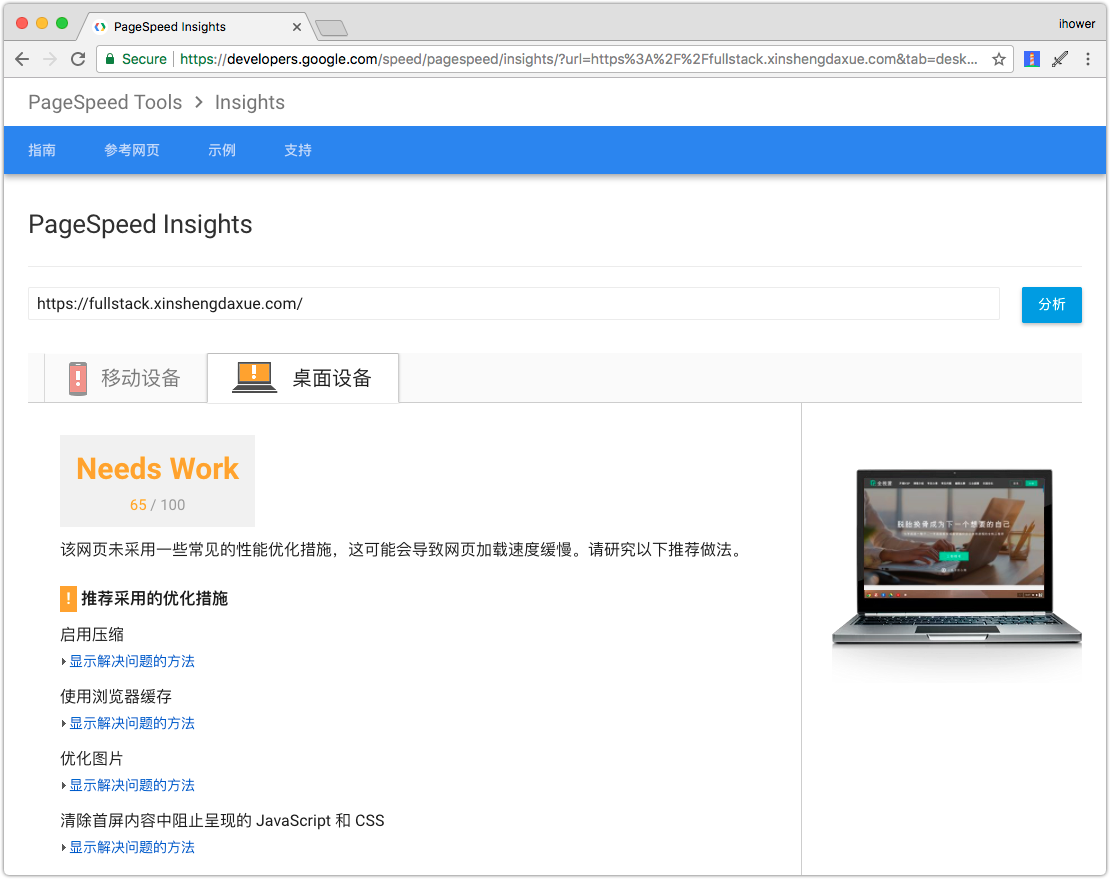 PageSpeed Insights
ihower
Secure
https://developers.google.com/speed/pagespeed/insights/?url=https%3A%2F%2Ffullstack.xinshengdaxue.com&tab=desk...
PageSpeed Tools > Insights
指南 参考网页 示例 支持
PageSpeed Insights
https://fullstack.xinshengdaxue.com/
分析
移动设备 桌面设备
Needs Work
65 / 100
该网页未采用一些常见的性能优化措施，这可能会导致网页加载速度缓慢。请研究以下推荐做法。
! 推荐采用的优化措施
启用压缩
显示解决问题的方法
使用浏览器缓存
显示解决问题的方法
优化图片
显示解决问题的方法
清除首屏内容中阻止呈现的 JavaScript 和 CSS
显示解决问题的方法
脱胎换骨成为下一个想要的自己